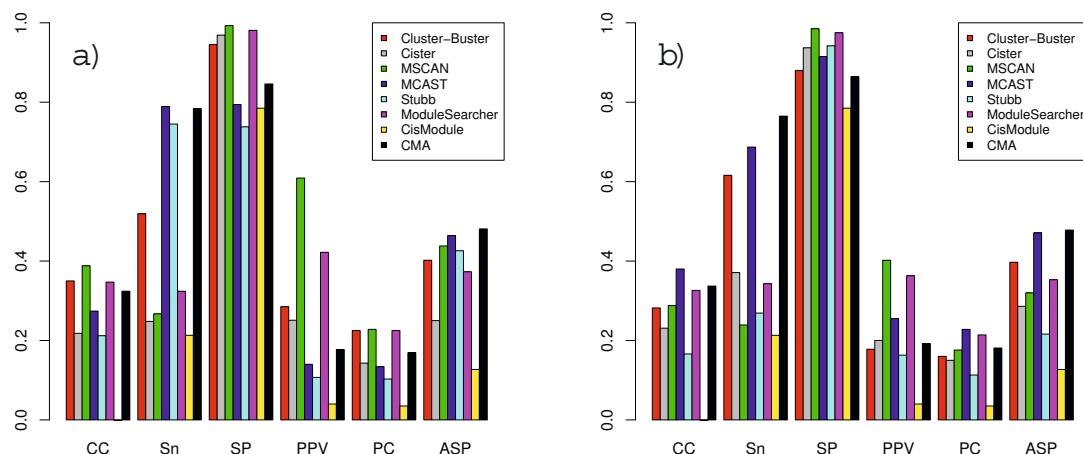 a)
1.0
0.8
0.6
0.4
0.2
0.0
Cluster-Buster
Cister
MSCAN
MCAST
Stubb
ModuleSearcher
CisModule
CMA
CC Sn SP PPV PC ASP
b)
1.0
0.8
0.6
0.4
0.2
0.0
Cluster-Buster
Cister
MSCAN
MCAST
Stubb
ModuleSearcher
CisModule
CMA
CC Sn SP PPV PC ASP